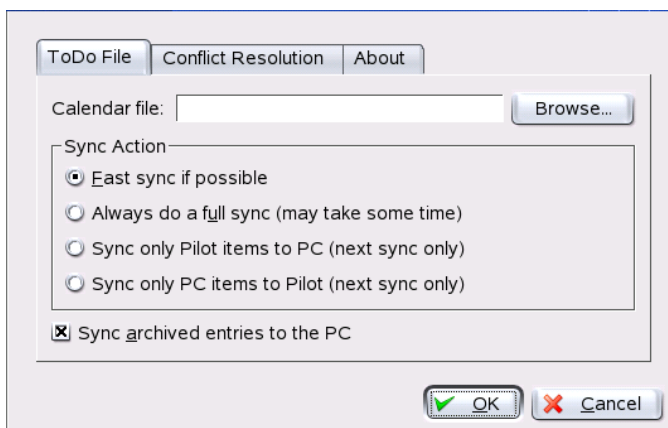 ToDo File Conflict Resolution About
Calendar file: Browse...
Sync Action
Fast sync if possible
Always do a full sync (may take some time)
Sync only Pilot items to PC (next sync only)
Sync only PC items to Pilot (next sync only)
Sync archived entries to the PC
OK Cancel